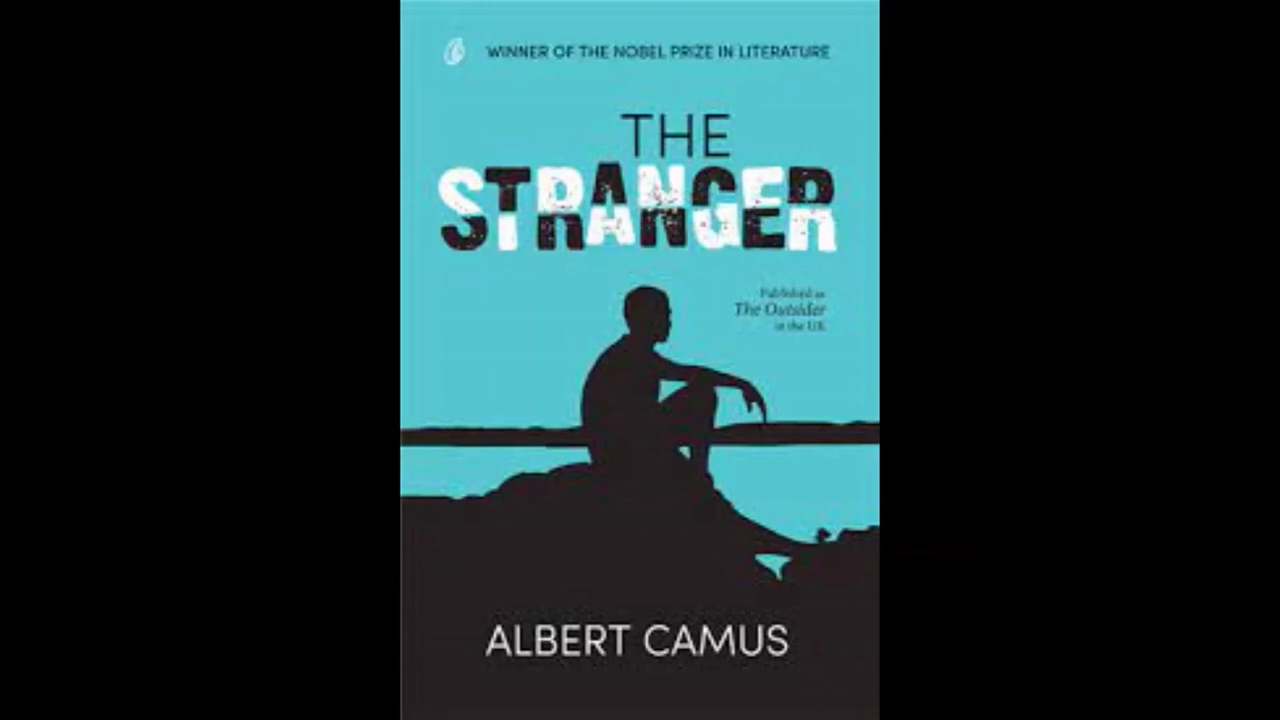 WINNER OF THE NOBEL PRIZE IN LITERATURE
THE
STRANGER
Published as
The Outsider
in the UK
ALBERT CAMUS